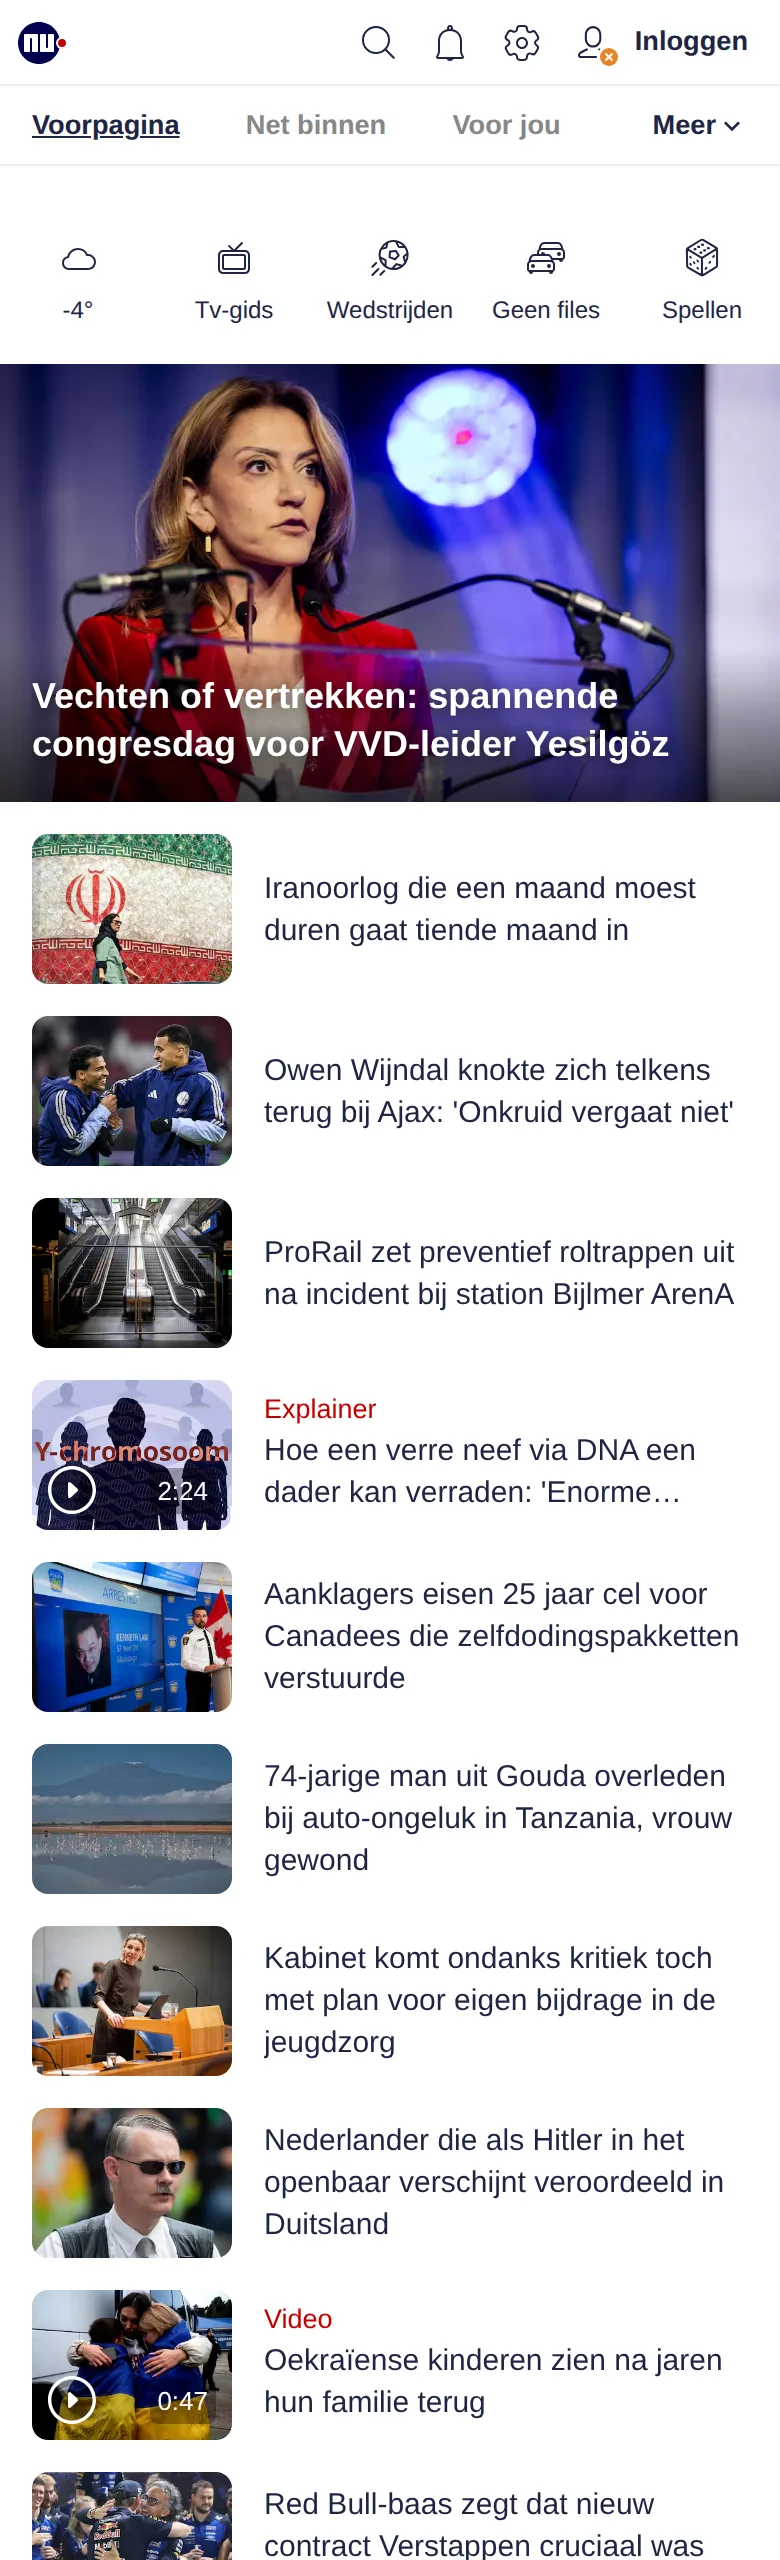 nu
Inloggen
Voorpagina
Net binnen
Voor jou
Meer
-4°
Tv-gids
Wedstrijden
Geen files
Spellen
Vechten of vertrekken: spannende
congresdag voor VVD-leider Yesilgöz
Iranoorlog die een maand moest
duren gaat tiende maand in
Owen Wijndal knokte zich telkens
terug bij Ajax: 'Onkruid vergaat niet'
ProRail zet preventief roltrappen uit
na incident bij station Bijlmer ArenA
Y-chromosoom
2:24
Explainer
Hoe een verre neef via DNA een
dader kan verraden: 'Enorme…
ARRESTED
KENNETH LAW
Aanklagers eisen 25 jaar cel voor
Canadees die zelfdodingspakketten
verstuurde
74-jarige man uit Gouda overleden
bij auto-ongeluk in Tanzania, vrouw
gewond
Kabinet komt ondanks kritiek toch
met plan voor eigen bijdrage in de
jeugdzorg
Nederlander die als Hitler in het
openbaar verschijnt veroordeeld in
Duitsland
0:47
Video
Oekraïense kinderen zien na jaren
hun familie terug
Red Bull-baas zegt dat nieuw
contract Verstappen cruciaal was